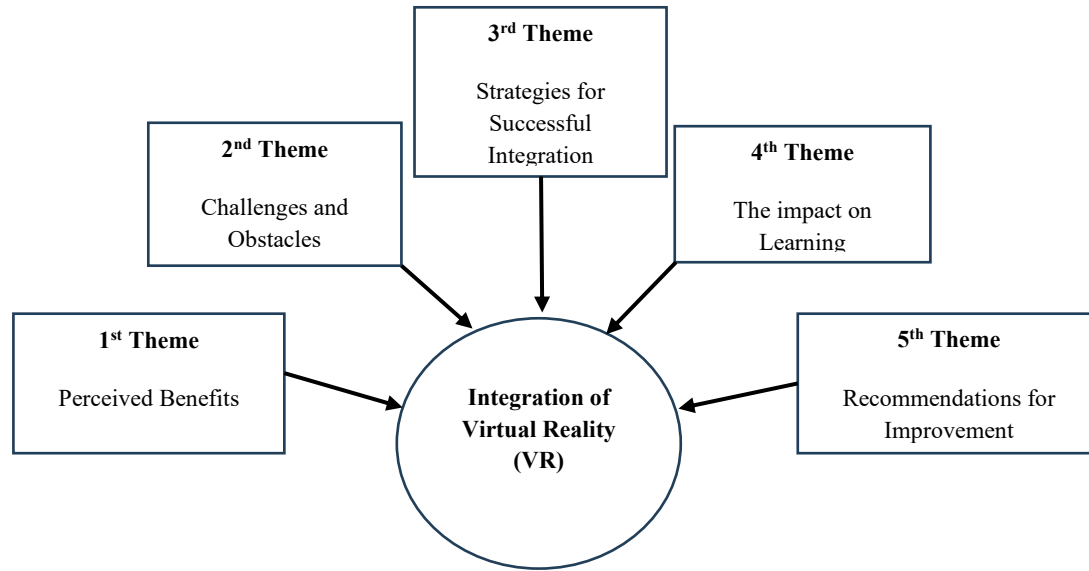 1st Theme
Perceived Benefits
2nd Theme
Challenges and
Obstacles
3rd Theme
Strategies for
Successful
Integration
4th Theme
The impact on
Learning
5th Theme
Recommendations for
Improvement
Integration of
Virtual Reality
(VR)